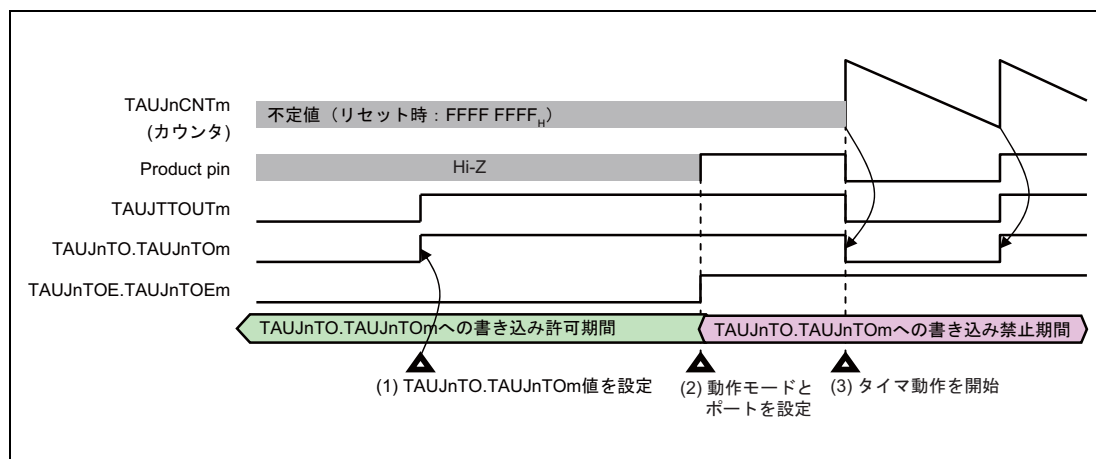 TAUJnCNTm
(カウンタ)
不定値（リセット時：FFFF FFFFH）
Product pin
Hi-Z
TAUJTTOUTm
TAUJnTO.TAUJnTOm
TAUJnTOE.TAUJnTOEm
TAUJnTO.TAUJnTOmへの書き込み許可期間
TAUJnTO.TAUJnTOmへの書き込み禁止期間
(1) TAUJnTO.TAUJnTOm値を設定
(2) 動作モードと
ポートを設定
(3) タイマ動作を開始